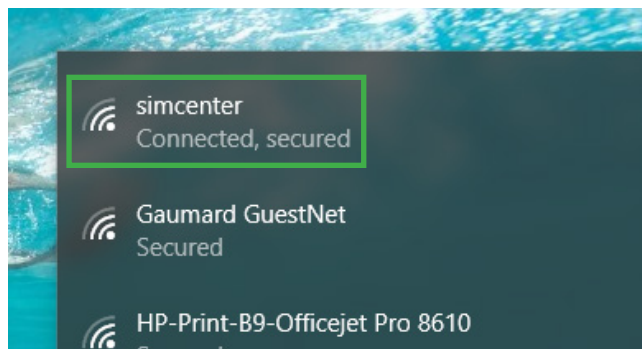 simcenter
Connected, secured
Gaumard GuestNet
Secured
HP-Print-B9-Officejet Pro 8610